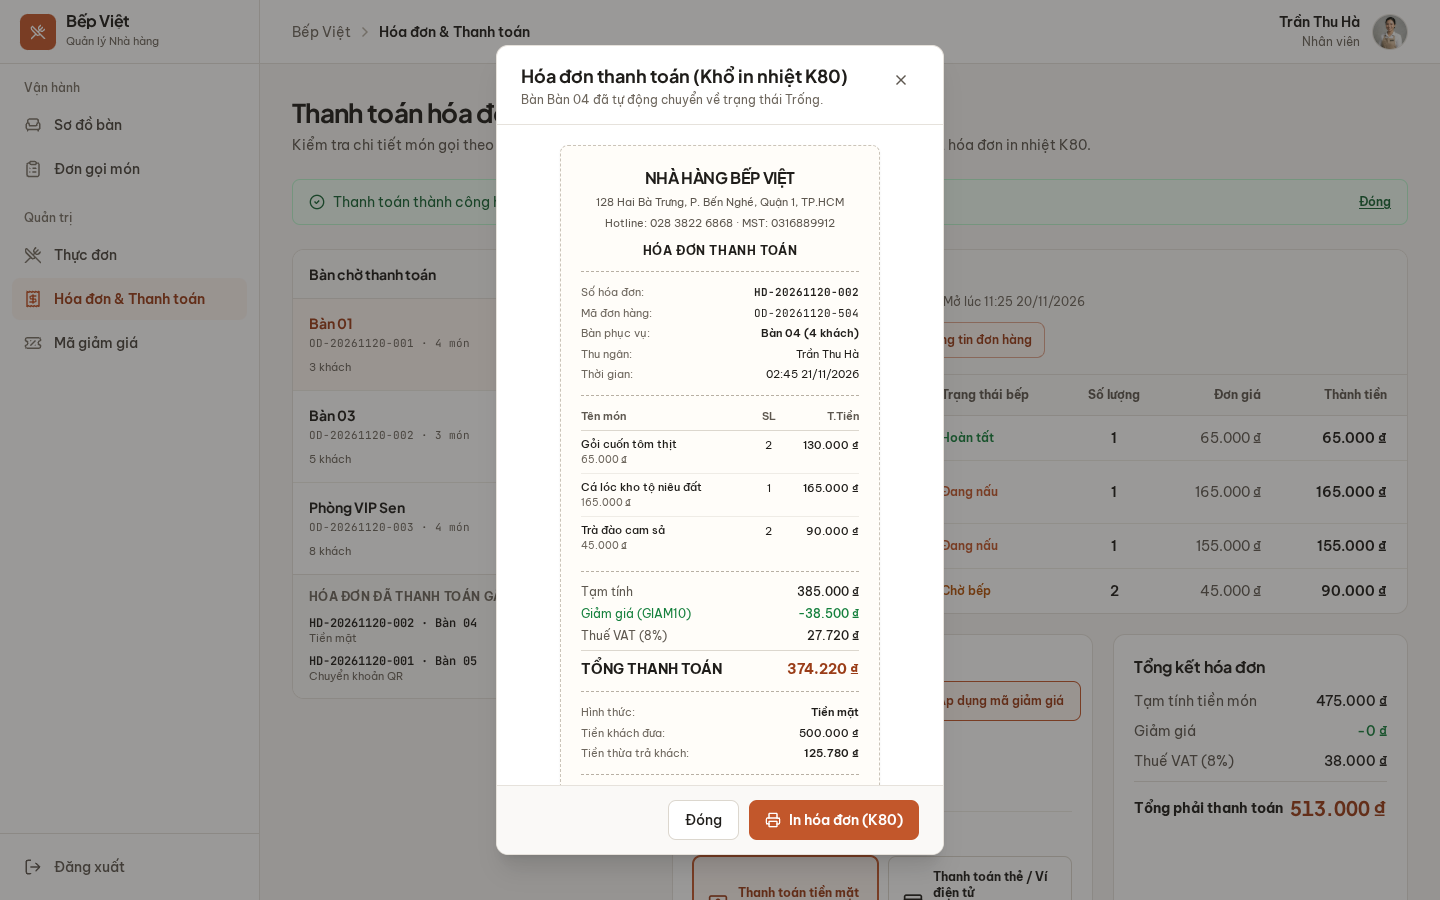 Bếp Việt
Quản lý Nhà hàng
Vận hành
Sơ đồ bàn
Đơn gọi món
Quản trị
Thực đơn
Hóa đơn & Thanh toán
Mã giảm giá
Đăng xuất
Bếp Việt > Hóa đơn & Thanh toán
Trần Thu Hà
Nhân viên
Thanh toán hóa đ
Kiểm tra chi tiết món gọi theo
hóa đơn in nhiệt K80.
Thanh toán thành công
Đóng
Bàn chờ thanh toán
Bàn 01
OD-20261120-001 · 4 món
3 khách
Bàn 03
OD-20261120-002 · 3 món
5 khách
Phòng VIP Sen
OD-20261120-003 · 4 món
8 khách
HÓA ĐƠN ĐÃ THANH TOÁN
HD-20261120-002 · Bàn 04
Tiền mặt
HD-20261120-001 · Bàn 05
Chuyển khoản QR
Hóa đơn thanh toán (Khổ in nhiệt K80)
Bàn Bàn 04 đã tự động chuyển về trạng thái Trống.
NHÀ HÀNG BẾP VIỆT
128 Hai Bà Trưng, P. Bến Nghé, Quận 1, TP.HCM
Hotline: 028 3822 6868 · MST: 0316889912
HÓA ĐƠN THANH TOÁN
Số hóa đơn: HD-20261120-002
Mã đơn hàng: OD-20261120-504
Bàn phục vụ: Bàn 04 (4 khách)
Thu ngân: Trần Thu Hà
Thời gian: 02:45 21/11/2026
Tên món SL T.Tiền
Gỏi cuốn tôm thịt 2 130.000 đ
65.000 đ
Cá lóc kho tộ niêu đất 1 165.000 đ
165.000 đ
Trà đào cam sả 2 90.000 đ
45.000 đ
Tạm tính 385.000 đ
Giảm giá (GIAM10) -38.500 đ
Thuế VAT (8%) 27.720 đ
TỔNG THANH TOÁN 374.220 đ
Hình thức: Tiền mặt
Tiền khách đưa: 500.000 đ
Tiền thừa trả khách: 125.780 đ
Đóng
In hóa đơn (K80)
Mở lúc 11:25 20/11/2026
tin đơn hàng
Trạng thái bếp Số lượng Đơn giá Thành tiền
Hoàn tất 1 65.000 đ 65.000 đ
Đang nấu 1 165.000 đ 165.000 đ
Đang nấu 1 155.000 đ 155.000 đ
Chờ bếp 2 45.000 đ 90.000 đ
Áp dụng mã giảm giá
Thanh toán tiền mặt
Thanh toán thẻ / Ví
điện tử
Tổng kết hóa đơn
Tạm tính tiền món 475.000 đ
Giảm giá -0 đ
Thuế VAT (8%) 38.000 đ
Tổng phải thanh toán 513.000 đ